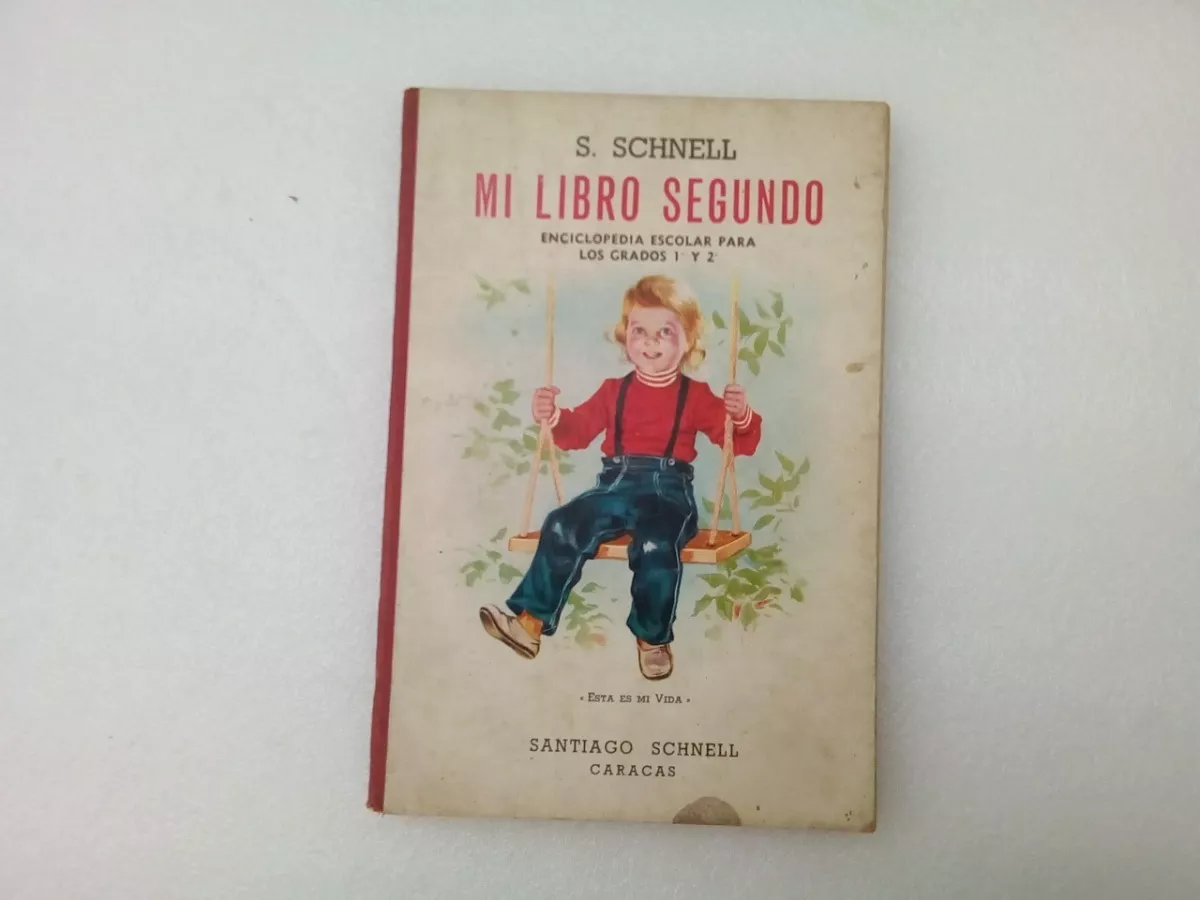 S. SCHNELL
MI LIBRO SEGUNDO
ENCICLOPEDIA ESCOLAR PARA
LOS GRADOS 1° Y 2°
« ESTA ES MI VIDA »
SANTIAGO SCHNELL
CARACAS